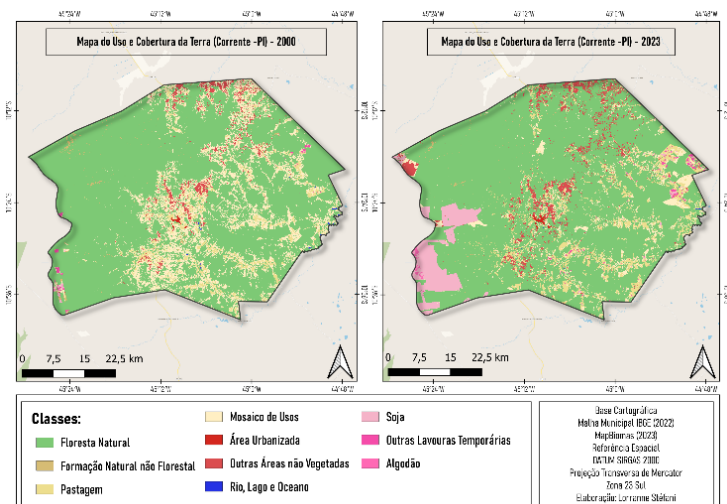 Mapa do Uso e Cobertura da Terra (Corrente -PI) - 2000
Mapa do Uso e Cobertura da Terra (Corrente -PI) - 2023
0 7,5 15 22,5 km
0 7,5 15 22,5 km
Classes:
Floresta Natural
Formação Natural não Florestal
Pastagem
Mosaico de Usos
Área Urbanizada
Outras Áreas não Vegetadas
Rio, Lago e Oceano
Soja
Outras Lavouras Temporárias
Algodão
Base Cartográfica
Malha Municipal IBGE (2022)
MapBiomas (2023)
Referência Espacial
DATUM SIRGAS 2000
Projeção Transversa de Mercator
Zona 23 Sul
Elaboração: Lorranne Stéfani